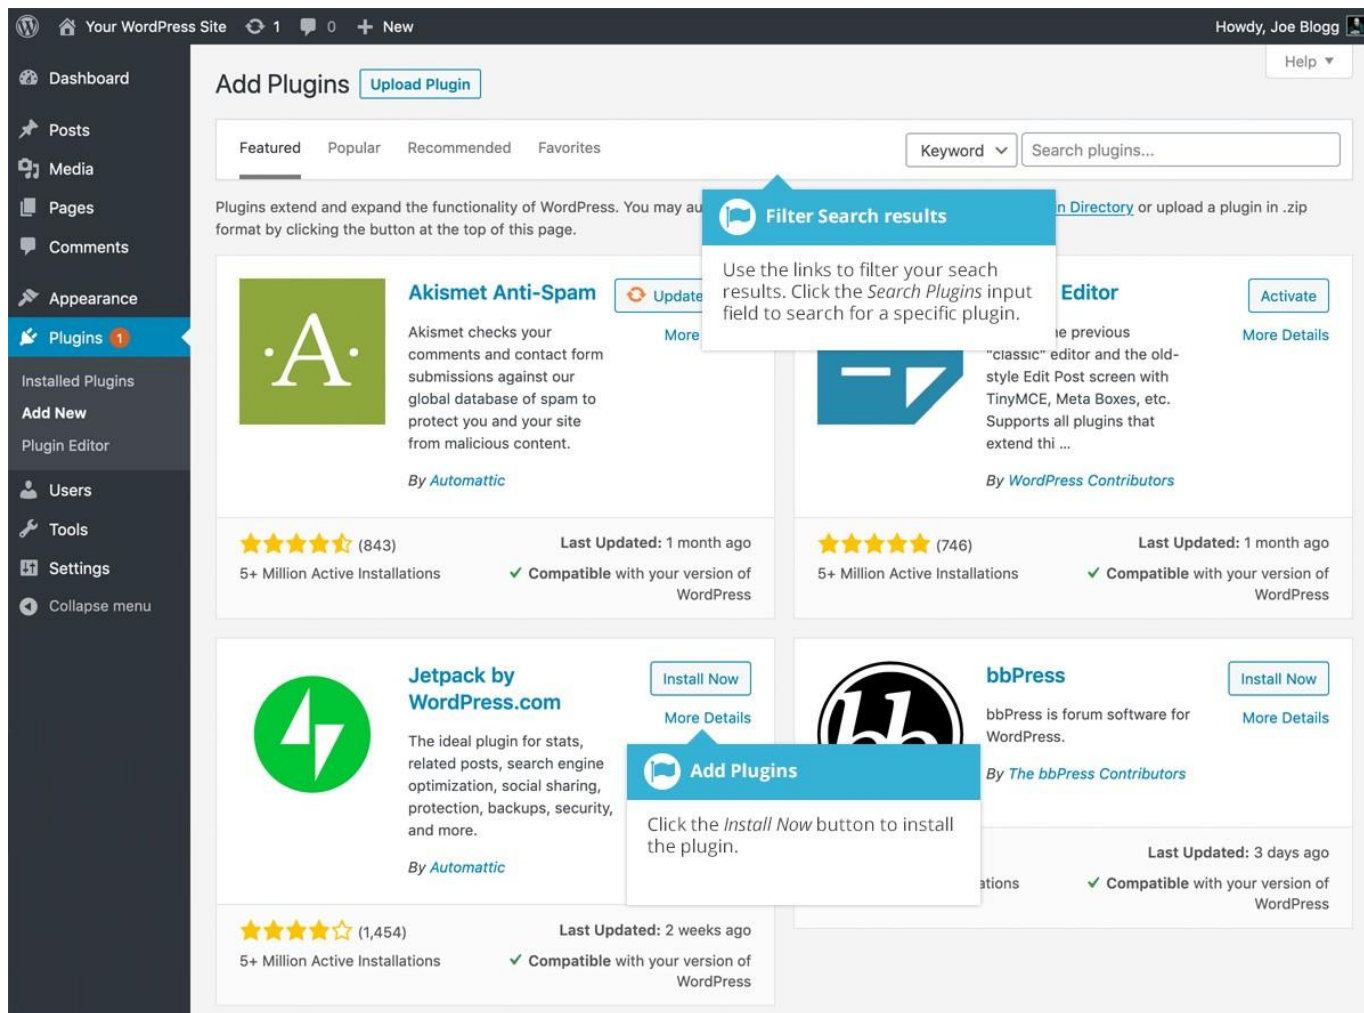 Your WordPress Site 1 0 New Howdy, Joe Blogg
Dashboard
Posts
Media
Pages
Comments
Appearance
Plugins 1
Installed Plugins
Add New
Plugin Editor
Users
Tools
Settings
Collapse menu
Help
Add Plugins Upload Plugin
Featured Popular Recommended Favorites Keyword Search plugins...
Plugins extend and expand the functionality of WordPress. You may au
in Directory or upload a plugin in .zip
format by clicking the button at the top of this page.
Filter Search results
Use the links to filter your seach
results. Click the Search Plugins input
field to search for a specific plugin.
·A·
Akismet Anti-Spam
Update
More
Akismet checks your
comments and contact form
submissions against our
global database of spam to
protect you and your site
from malicious content.
By Automattic
(843)
Last Updated: 1 month ago
5+ Million Active Installations
Compatible with your version of
WordPress
Editor
Activate
More Details
e previous
"classic" editor and the old-
style Edit Post screen with
TinyMCE, Meta Boxes, etc.
Supports all plugins that
extend thi ...
By WordPress Contributors
(746)
Last Updated: 1 month ago
5+ Million Active Installations
Compatible with your version of
WordPress
Jetpack by
WordPress.com
Install Now
More Details
The ideal plugin for stats,
related posts, search engine
optimization, social sharing,
protection, backups, security,
and more.
By Automattic
(1,454)
Last Updated: 2 weeks ago
5+ Million Active Installations
Compatible with your version of
WordPress
Add Plugins
Click the Install Now button to install
the plugin.
bb
bbPress
Install Now
More Details
bbPress is forum software for
WordPress.
By The bbPress Contributors
Last Updated: 3 days ago
ations
Compatible with your version of
WordPress